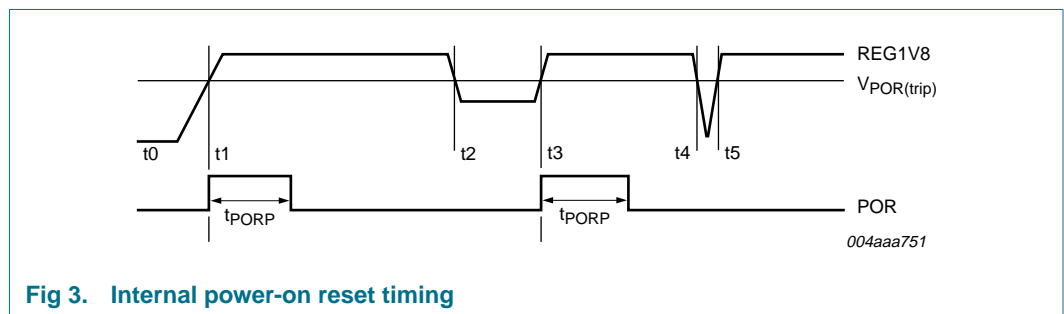 REG1V8
VPOR(trip)
t0 t1 t2 t3 t4 t5
tPORP tPORP
POR
004aaa751
Fig 3. Internal power-on reset timing